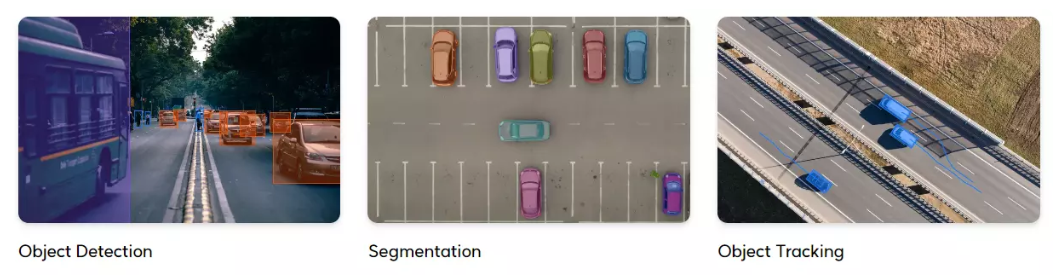 Object Detection
Segmentation
Object Tracking